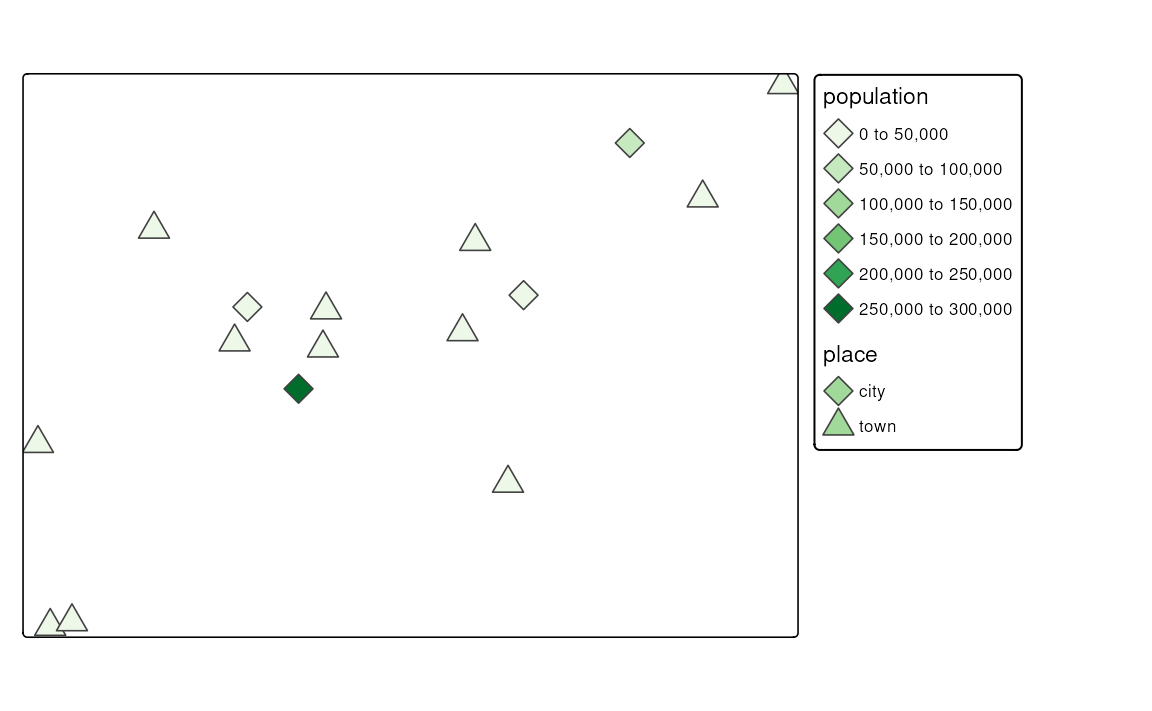 population
0 to 50,000
50,000 to 100,000
100,000 to 150,000
150,000 to 200,000
200,000 to 250,000
250,000 to 300,000
place
city
town